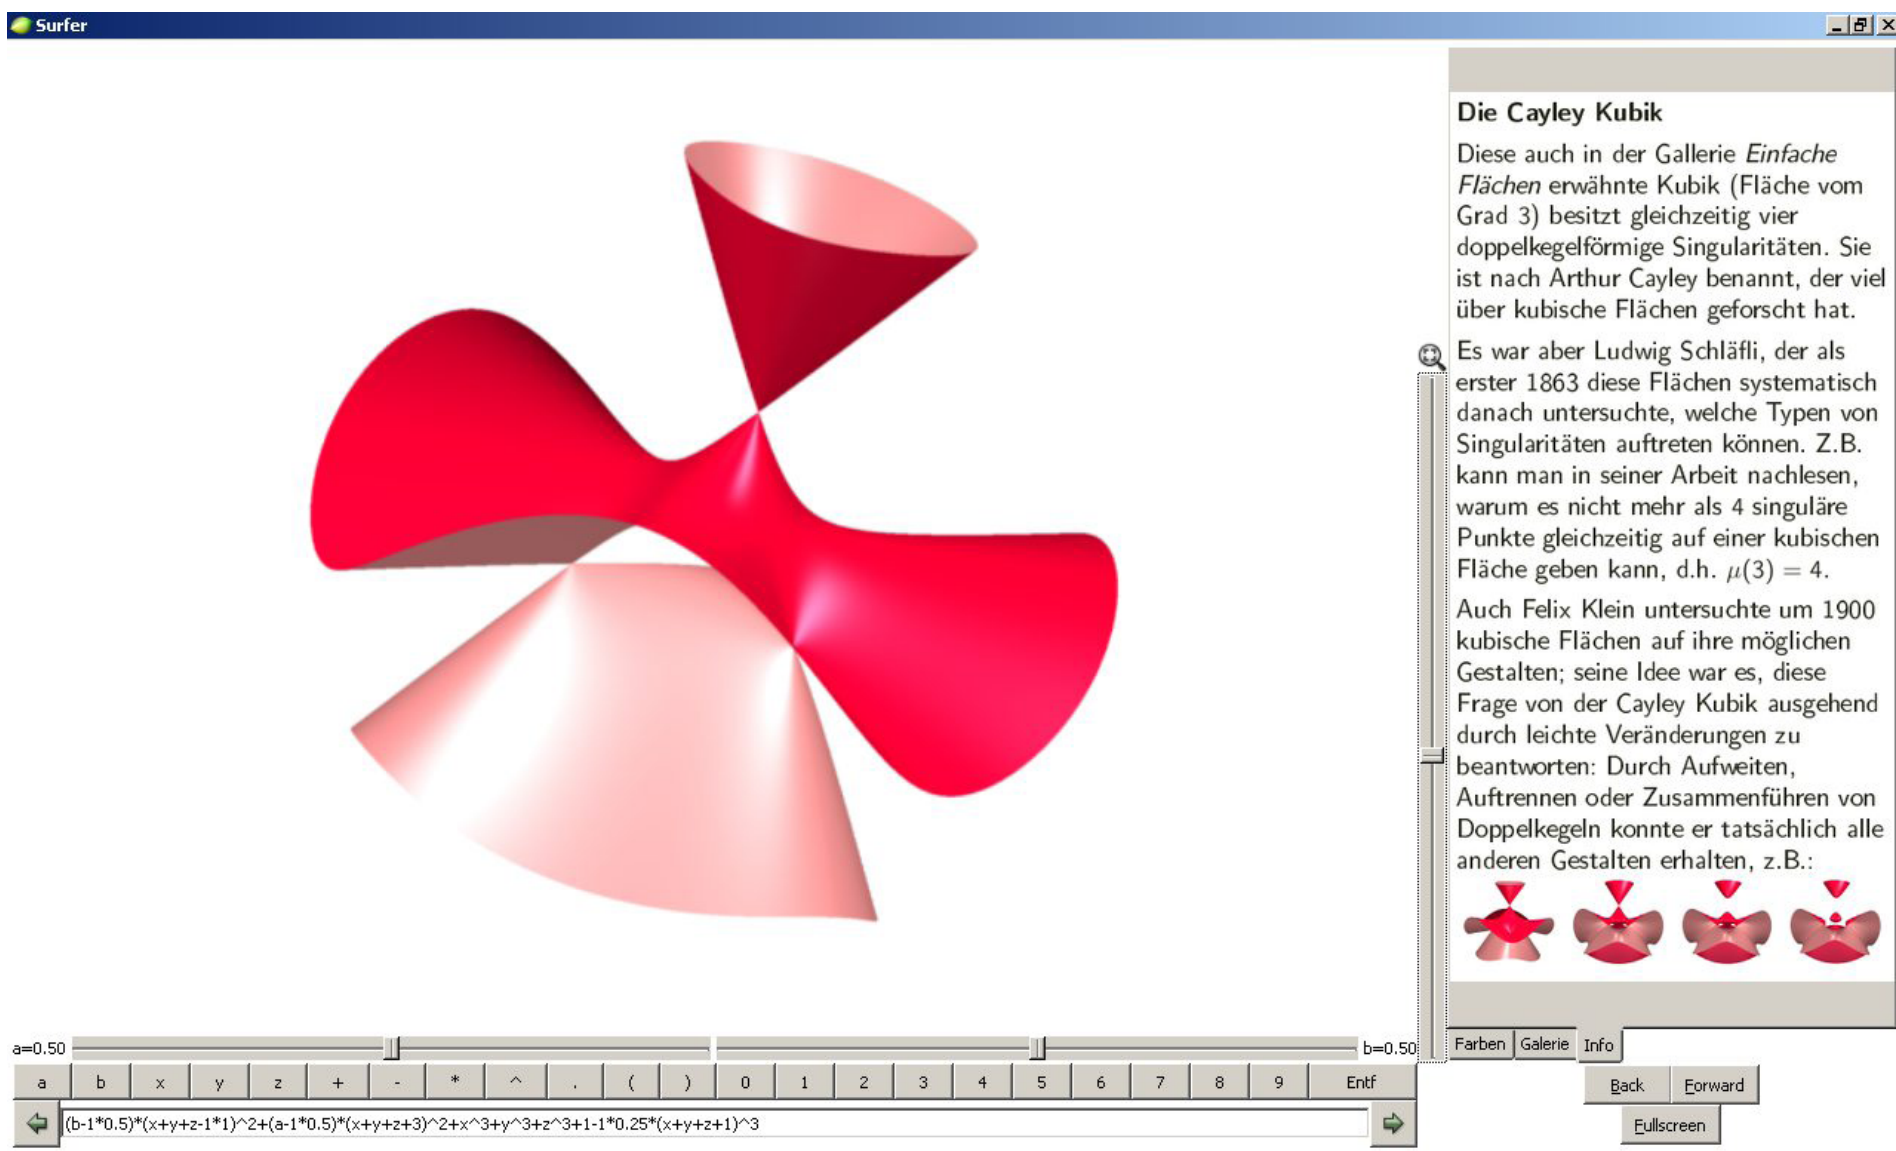 Surfer
Die Cayley Kubik
Diese auch in der Gallerie Einfache
Flächen erwähnte Kubik (Fläche vom
Grad 3) besitzt gleichzeitig vier
doppelkegelförmige Singularitäten. Sie
ist nach Arthur Cayley benannt, der viel
über kubische Flächen geforscht hat.
Es war aber Ludwig Schläfli, der als
erster 1863 diese Flächen systematisch
danach untersuchte, welche Typen von
Singularitäten auftreten können. Z.B.
kann man in seiner Arbeit nachlesen,
warum es nicht mehr als 4 singuläre
Punkte gleichzeitig auf einer kubischen
Fläche geben kann, d.h. μ(3) = 4.
Auch Felix Klein untersuchte um 1900
kubische Flächen auf ihre möglichen
Gestalten; seine Idee war es, diese
Frage von der Cayley Kubik ausgehend
durch leichte Veränderungen zu
beantworten: Durch Aufweiten,
Auftrennen oder Zusammenführen von
Doppelkegeln konnte er tatsächlich alle
anderen Gestalten erhalten, z.B.:
a=0.50 b=0.50
Farben Galerie Info
a b x y z + - * ^ . ( ) 0 1 2 3 4 5 6 7 8 9 Entf
Back Forward
(b-1*0.5)*(x+y+z-1*1)^2+(a-1*0.5)*(x+y+z+3)^2+x^3+y^3+z^3+1-1*0.25*(x+y+z+1)^3
Fullscreen